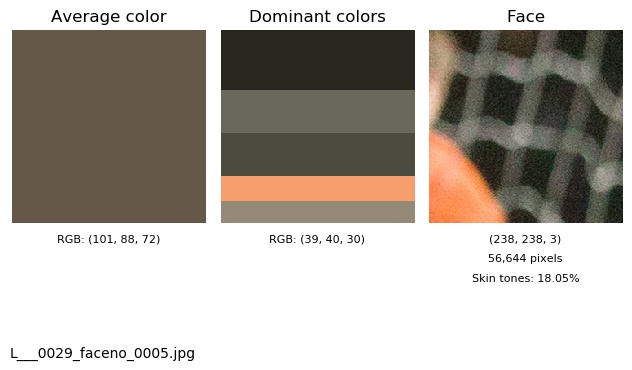 Average color
Dominant colors
Face
RGB: (101, 88, 72)
RGB: (39, 40, 30)
(238, 238, 3)
56,644 pixels
Skin tones: 18.05%
L___0029_faceno_0005.jpg